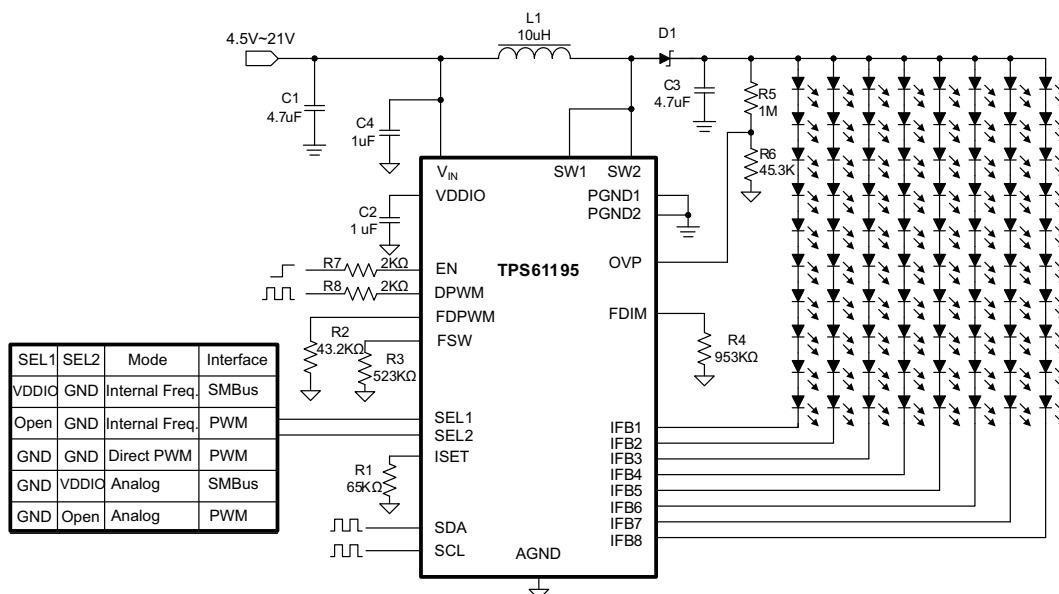 4.5V~21V
L1
10uH
D1
C1
4.7uF
C4
1uF
C3
4.7uF
R5
1M
R6
45.3K
VIN
SW1
SW2
VDDIO
PGND1
PGND2
C2
1 uF
TPS61195
OVP
R7
2KΩ
EN
R8
2KΩ
DPWM
FDPWM
FDIM
R2
43.2KΩ
FSW
R3
523KΩ
R4
953KΩ
SEL1 SEL2 Mode Interface
VDDIO GND Internal Freq. SMBus
Open GND Internal Freq. PWM
GND GND Direct PWM PWM
GND VDDIO Analog SMBus
GND Open Analog PWM
SEL1
SEL2
ISET
R1
65KΩ
SDA
SCL
AGND
IFB1
IFB2
IFB3
IFB4
IFB5
IFB6
IFB7
IFB8